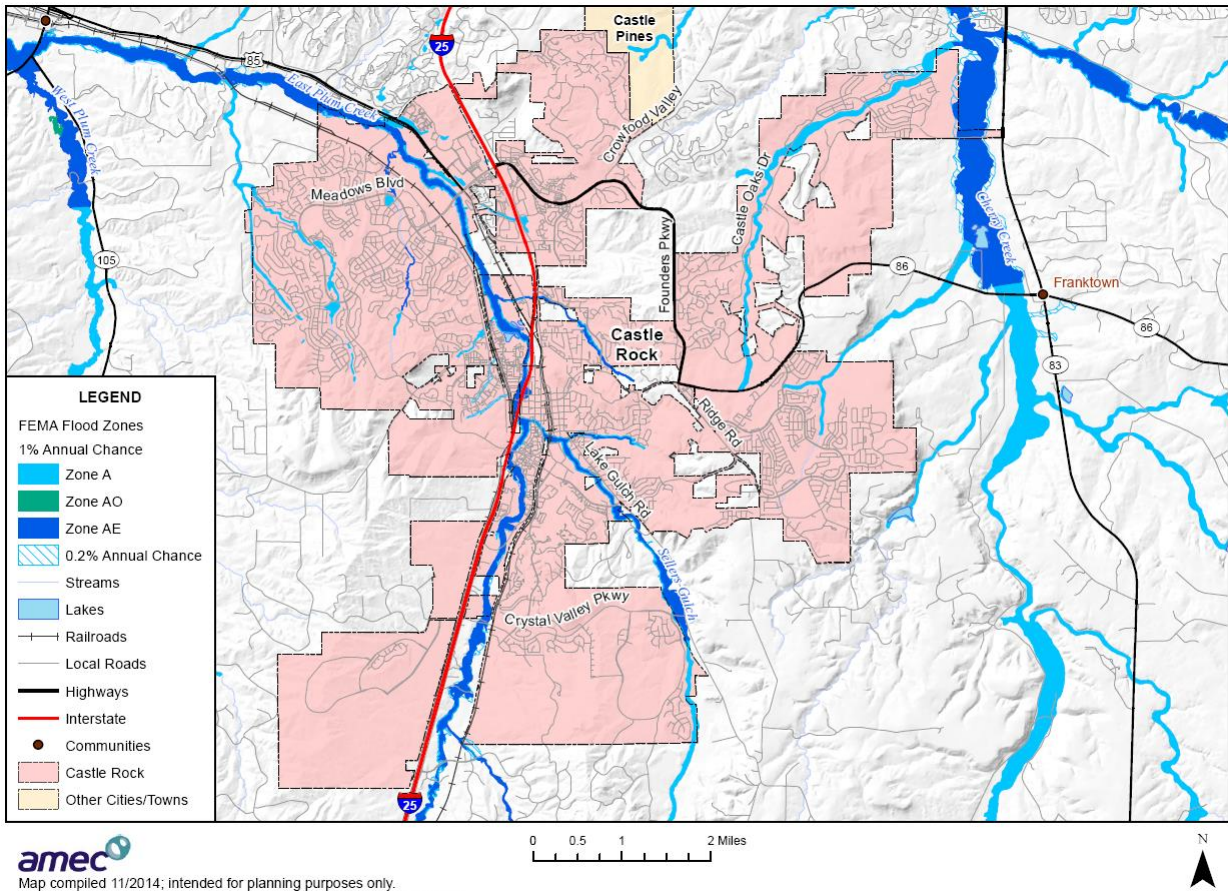 Castle
Pines
25
85
East Plum Creek
West Plum Creek
Crowfood Valley
Meadows Blvd
Castle Oaks Dr
Cherry Creek
105
Founders Pkwy
86
Franktown
86
Castle
Rock
83
Ridge Rd
Lake Gulch Rd
Sellers Gulch
Crystal Valley Pkwy
25
LEGEND
FEMA Flood Zones
1% Annual Chance
Zone A
Zone AO
Zone AE
0.2% Annual Chance
Streams
Lakes
Railroads
Local Roads
Highways
Interstate
Communities
Castle Rock
Other Cities/Towns
0 0.5 1 2 Miles
N
amec
Map compiled 11/2014; intended for planning purposes only.